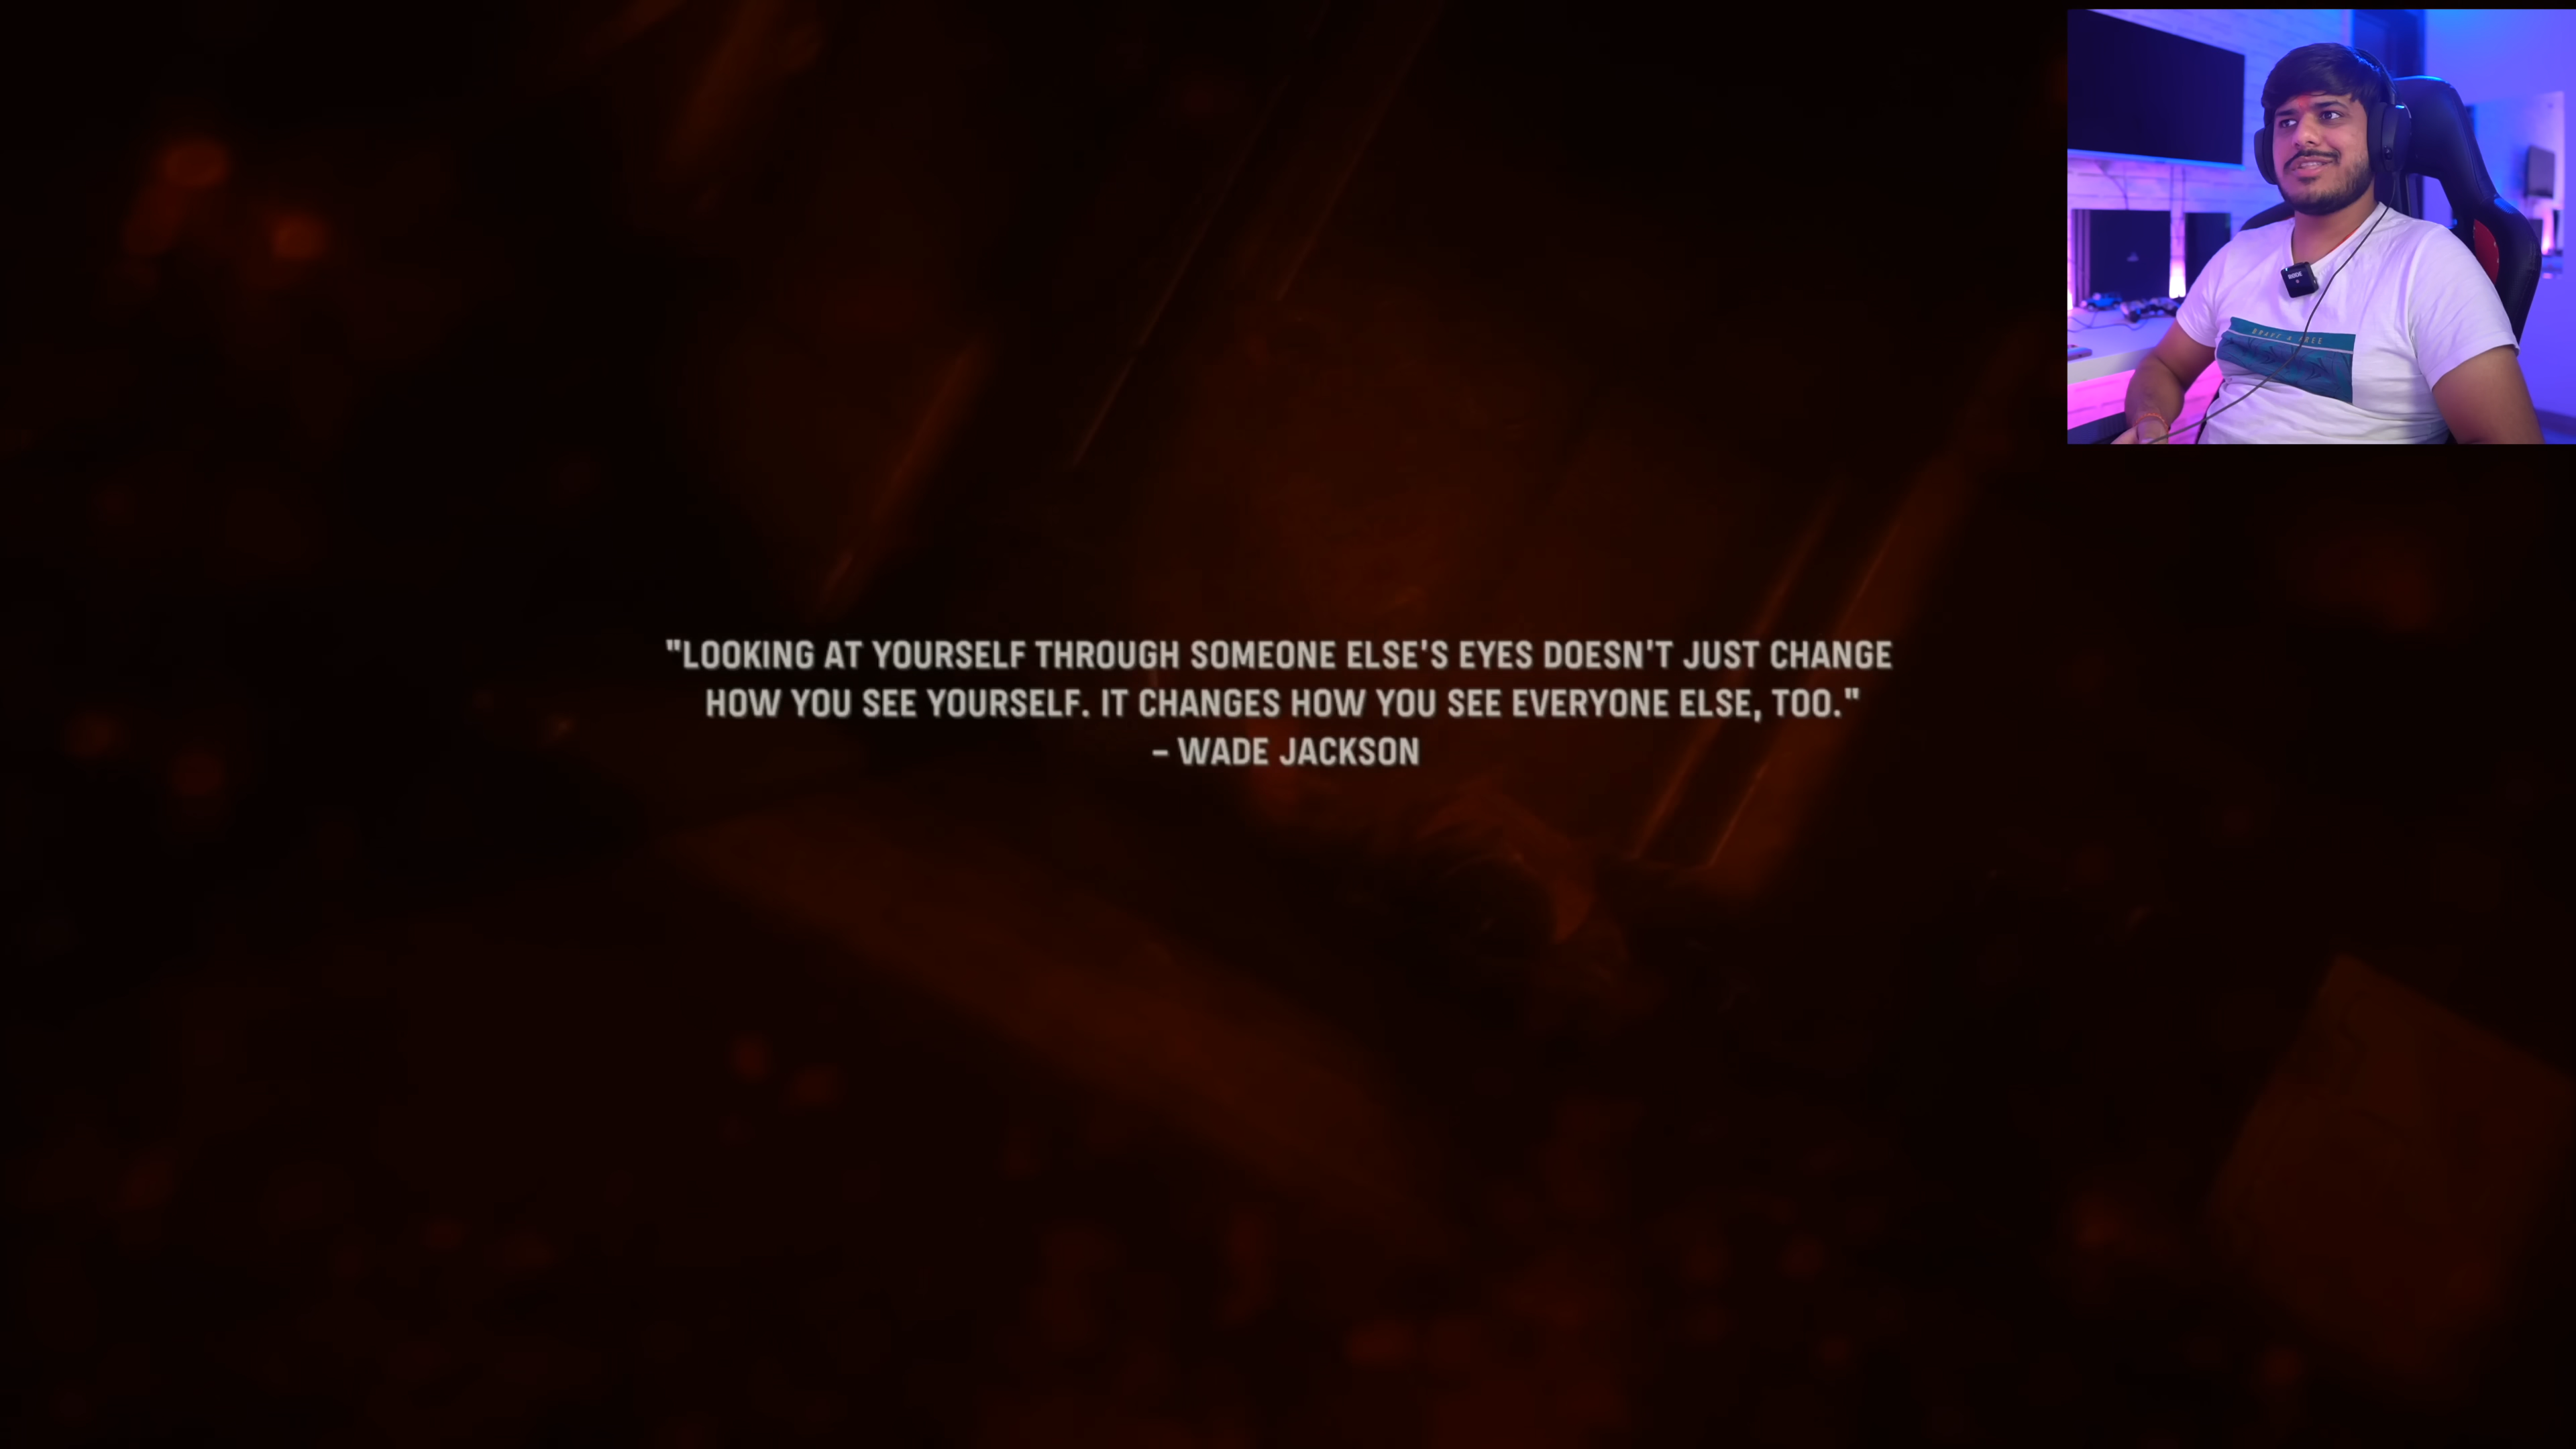 "LOOKING AT YOURSELF THROUGH SOMEONE ELSE'S EYES DOESN'T JUST CHANGE
HOW YOU SEE YOURSELF. IT CHANGES HOW YOU SEE EVERYONE ELSE, TOO."
– WADE JACKSON
RODE